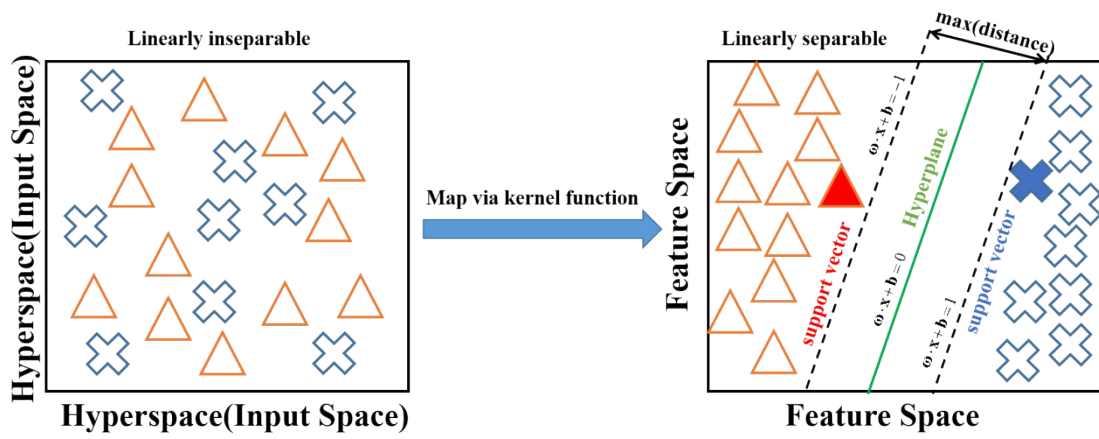 Linearly inseparable
Hyperspace(Input Space)
Hyperspace(Input Space)
Map via kernel function
Linearly separable
max(distance)
Feature Space
ω·x+b=−1
Hyperplane
support vector
ω·x+b=0
support vector
ω·x+b=1
Feature Space